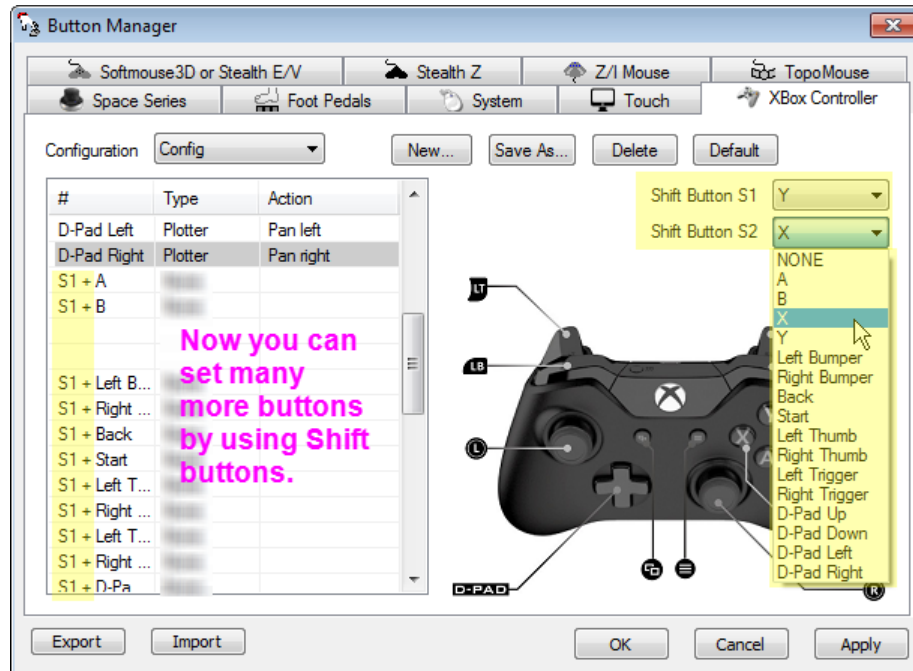 Button Manager
Softmouse3D or Stealth E/V
Stealth Z
Z/I Mouse
TopoMouse
Space Series
Foot Pedals
System
Touch
XBox Controller
Configuration
Config
New...
Save As...
Delete
Default
# Type Action
D-Pad Left Plotter Pan left
D-Pad Right Plotter Pan right
S1 + A
S1 + B
S1 + Left B...
S1 + Right ...
S1 + Back
S1 + Start
S1 + Left T...
S1 + Right ...
S1 + Left T...
S1 + Right ...
S1 + D-Pa
Now you can
set many
more buttons
by using Shift
buttons.
Shift Button S1 Y
Shift Button S2 X
NONE
A
B
X
Y
Left Bumper
Right Bumper
Back
Start
Left Thumb
Right Thumb
Left Trigger
Right Trigger
D-Pad Up
D-Pad Down
D-Pad Left
D-Pad Right
LT
LB
L
X
A
D-PAD
R
Export
Import
OK
Cancel
Apply